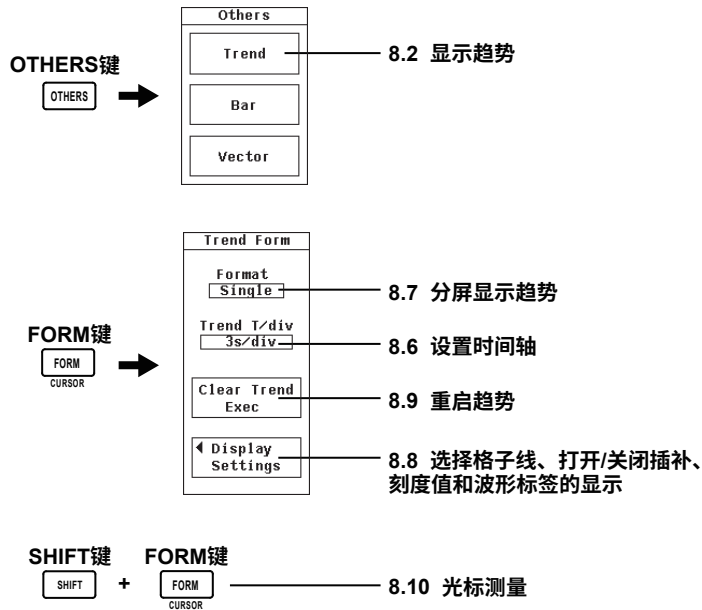 Others
Trend
8.2 显示趋势
OTHERS键
OTHERS
Bar
Vector
Trend Form
Format
Single
8.7 分屏显示趋势
Trend T/div
3s/div
8.6 设置时间轴
FORM键
FORM
CURSOR
Clear Trend
Exec
8.9 重启趋势
Display
Settings
8.8 选择格子线、打开/关闭插补、
刻度值和波形标签的显示
SHIFT键 FORM键
SHIFT + FORM
CURSOR
8.10 光标测量